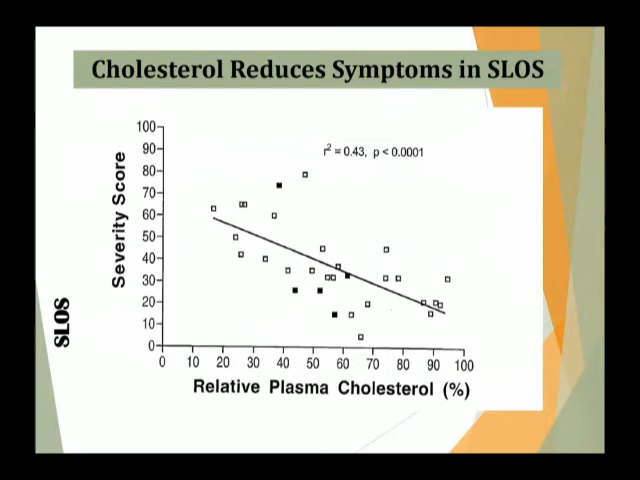 Cholesterol Reduces Symptoms in SLOS
r² = 0.43, p < 0.0001
Severity Score
100
90
80
70
60
50
40
30
20
10
0
0 10 20 30 40 50 60 70 80 90 100
Relative Plasma Cholesterol (%)
SLOS